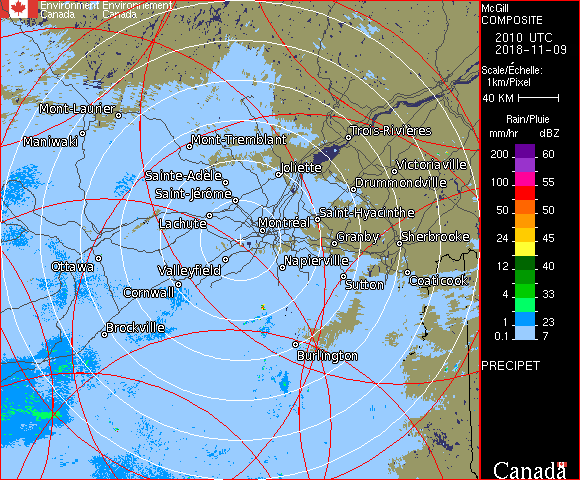 Environment Environnement
Canada Canada
McGill
COMPOSITE
2010 UTC
2018-11-09
Scale/Échelle:
1km/Pixel
40 KM
Rain/Pluie
mm/hr dBZ
200 60
100 55
50 50
24 45
12 40
4 33
1 23
0.1 7
PRECIPET
Canada
Mont-Laurier
Maniwaki
Mont-Tremblant
Trois-Rivières
Sainte-Adèle
Joliette
Victoriaville
Saint-Jérôme
Drummondville
Lachute
Montréal
Saint-Hyacinthe
Granby
Sherbrooke
Ottawa
Valleyfield
Napierville
Cornwall
Sutton
Coaticook
Brockville
Burlington